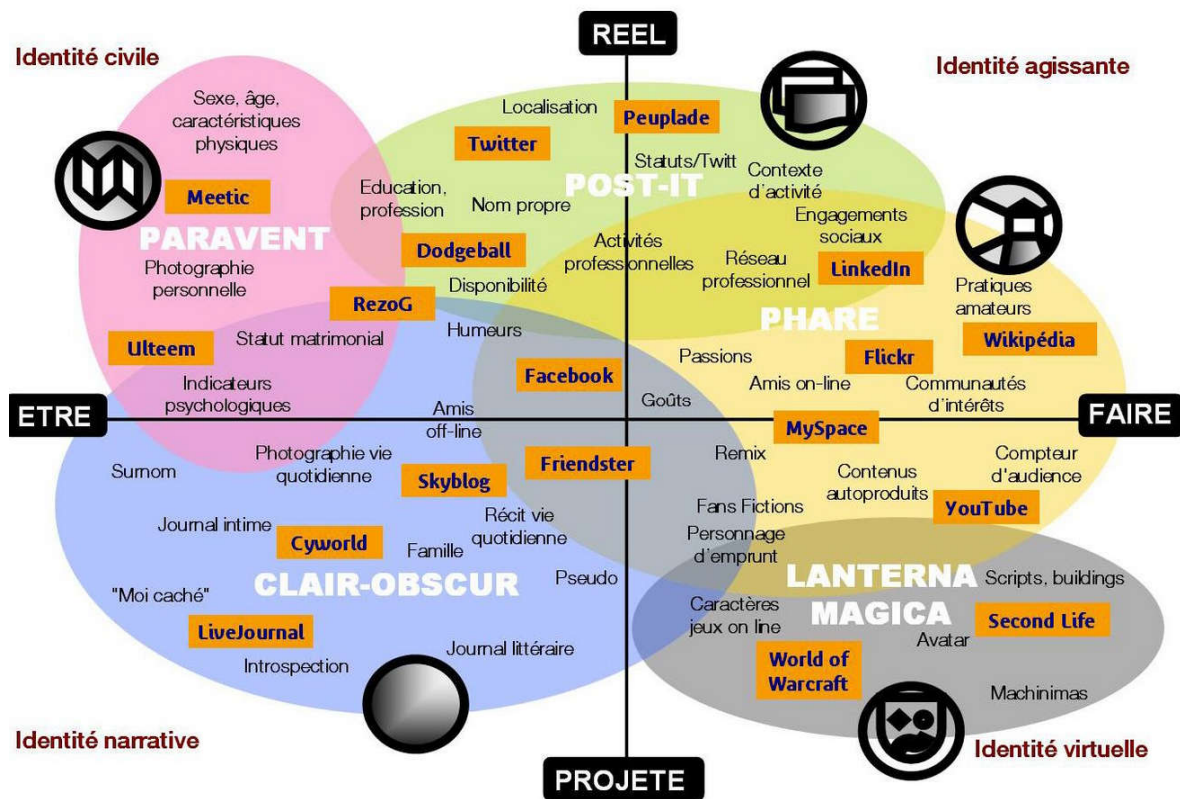 REEL
Identité civile
Identité agissante
Sexe, âge,
caractéristiques
physiques
Localisation
Peuplade
Twitter
Statuts/Twitt
Contexte
d'activité
POST-IT
Education,
profession
Meetic
Nom propre
Engagements
sociaux
PARAVENT
Dodgeball
Activités
professionnelles
Réseau
professionnel
LinkedIn
Photographie
personnelle
Disponibilité
Pratiques
amateurs
RezoG
PHARE
Humeurs
Statut matrimonial
Ulteem
Wikipédia
Passions
Flickr
Facebook
Indicateurs
psychologiques
Amis on-line
Communautés
d'intérêts
Goûts
ETRE
Amis
off-line
FAIRE
MySpace
Surnom
Photographie vie
quotidienne
Friendster
Remix
Compteur
d'audience
Skyblog
Contenus
autoproduits
Fans Fictions
YouTube
Journal intime
Récit vie
quotidienne
Personnage
d'emprunt
Cyworld
Famille
CLAIR-OBSCUR
Pseudo
LANTERNA
MAGICA
Scripts, buildings
"Moi caché"
Caractères
jeux on line
Second Life
LiveJournal
Avatar
Journal littéraire
Introspection
World of
Warcraft
Machinimas
Identité narrative
Identité virtuelle
PROJETE